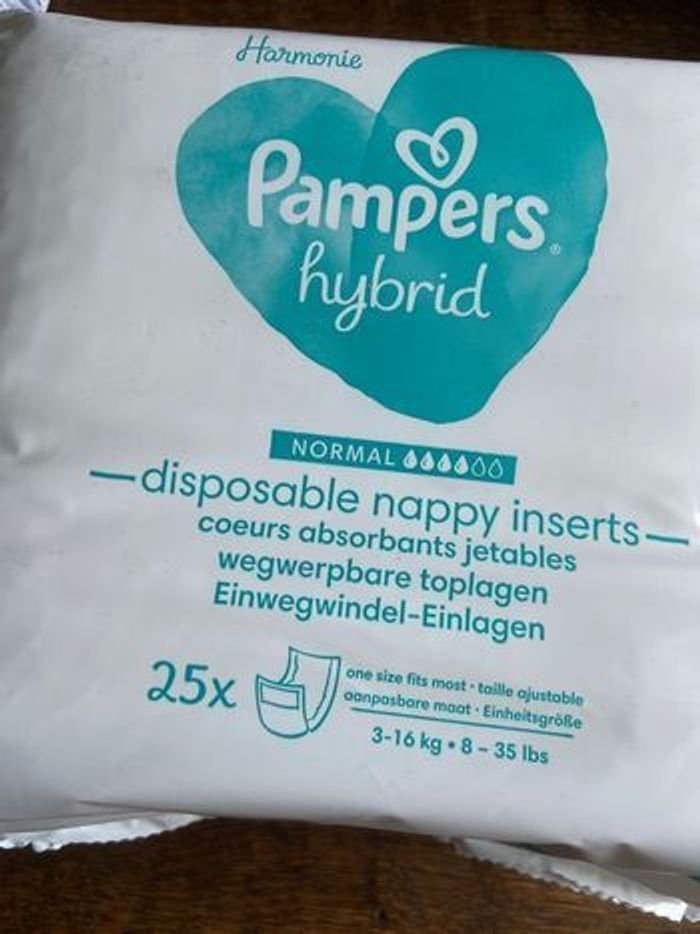 Harmonie
Pampers®
hybrid
NORMAL
disposable nappy inserts
coeurs absorbants jetables
wegwerpbare toplagen
Einwegwindel-Einlagen
25x
one size fits most • taille ajustable
aanpasbare maat • Einheitsgröße
3-16 kg • 8 – 35 lbs